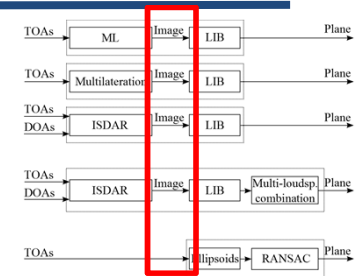 TOAs ML Image LIB Plane
TOAs Multilateration Image LIB Plane
TOAs
DOAs ISDAR Image LIB Plane
TOAs
DOAs ISDAR Image LIB Multi-loudsp. combination Plane
TOAs Ellipsoids RANSAC Plane